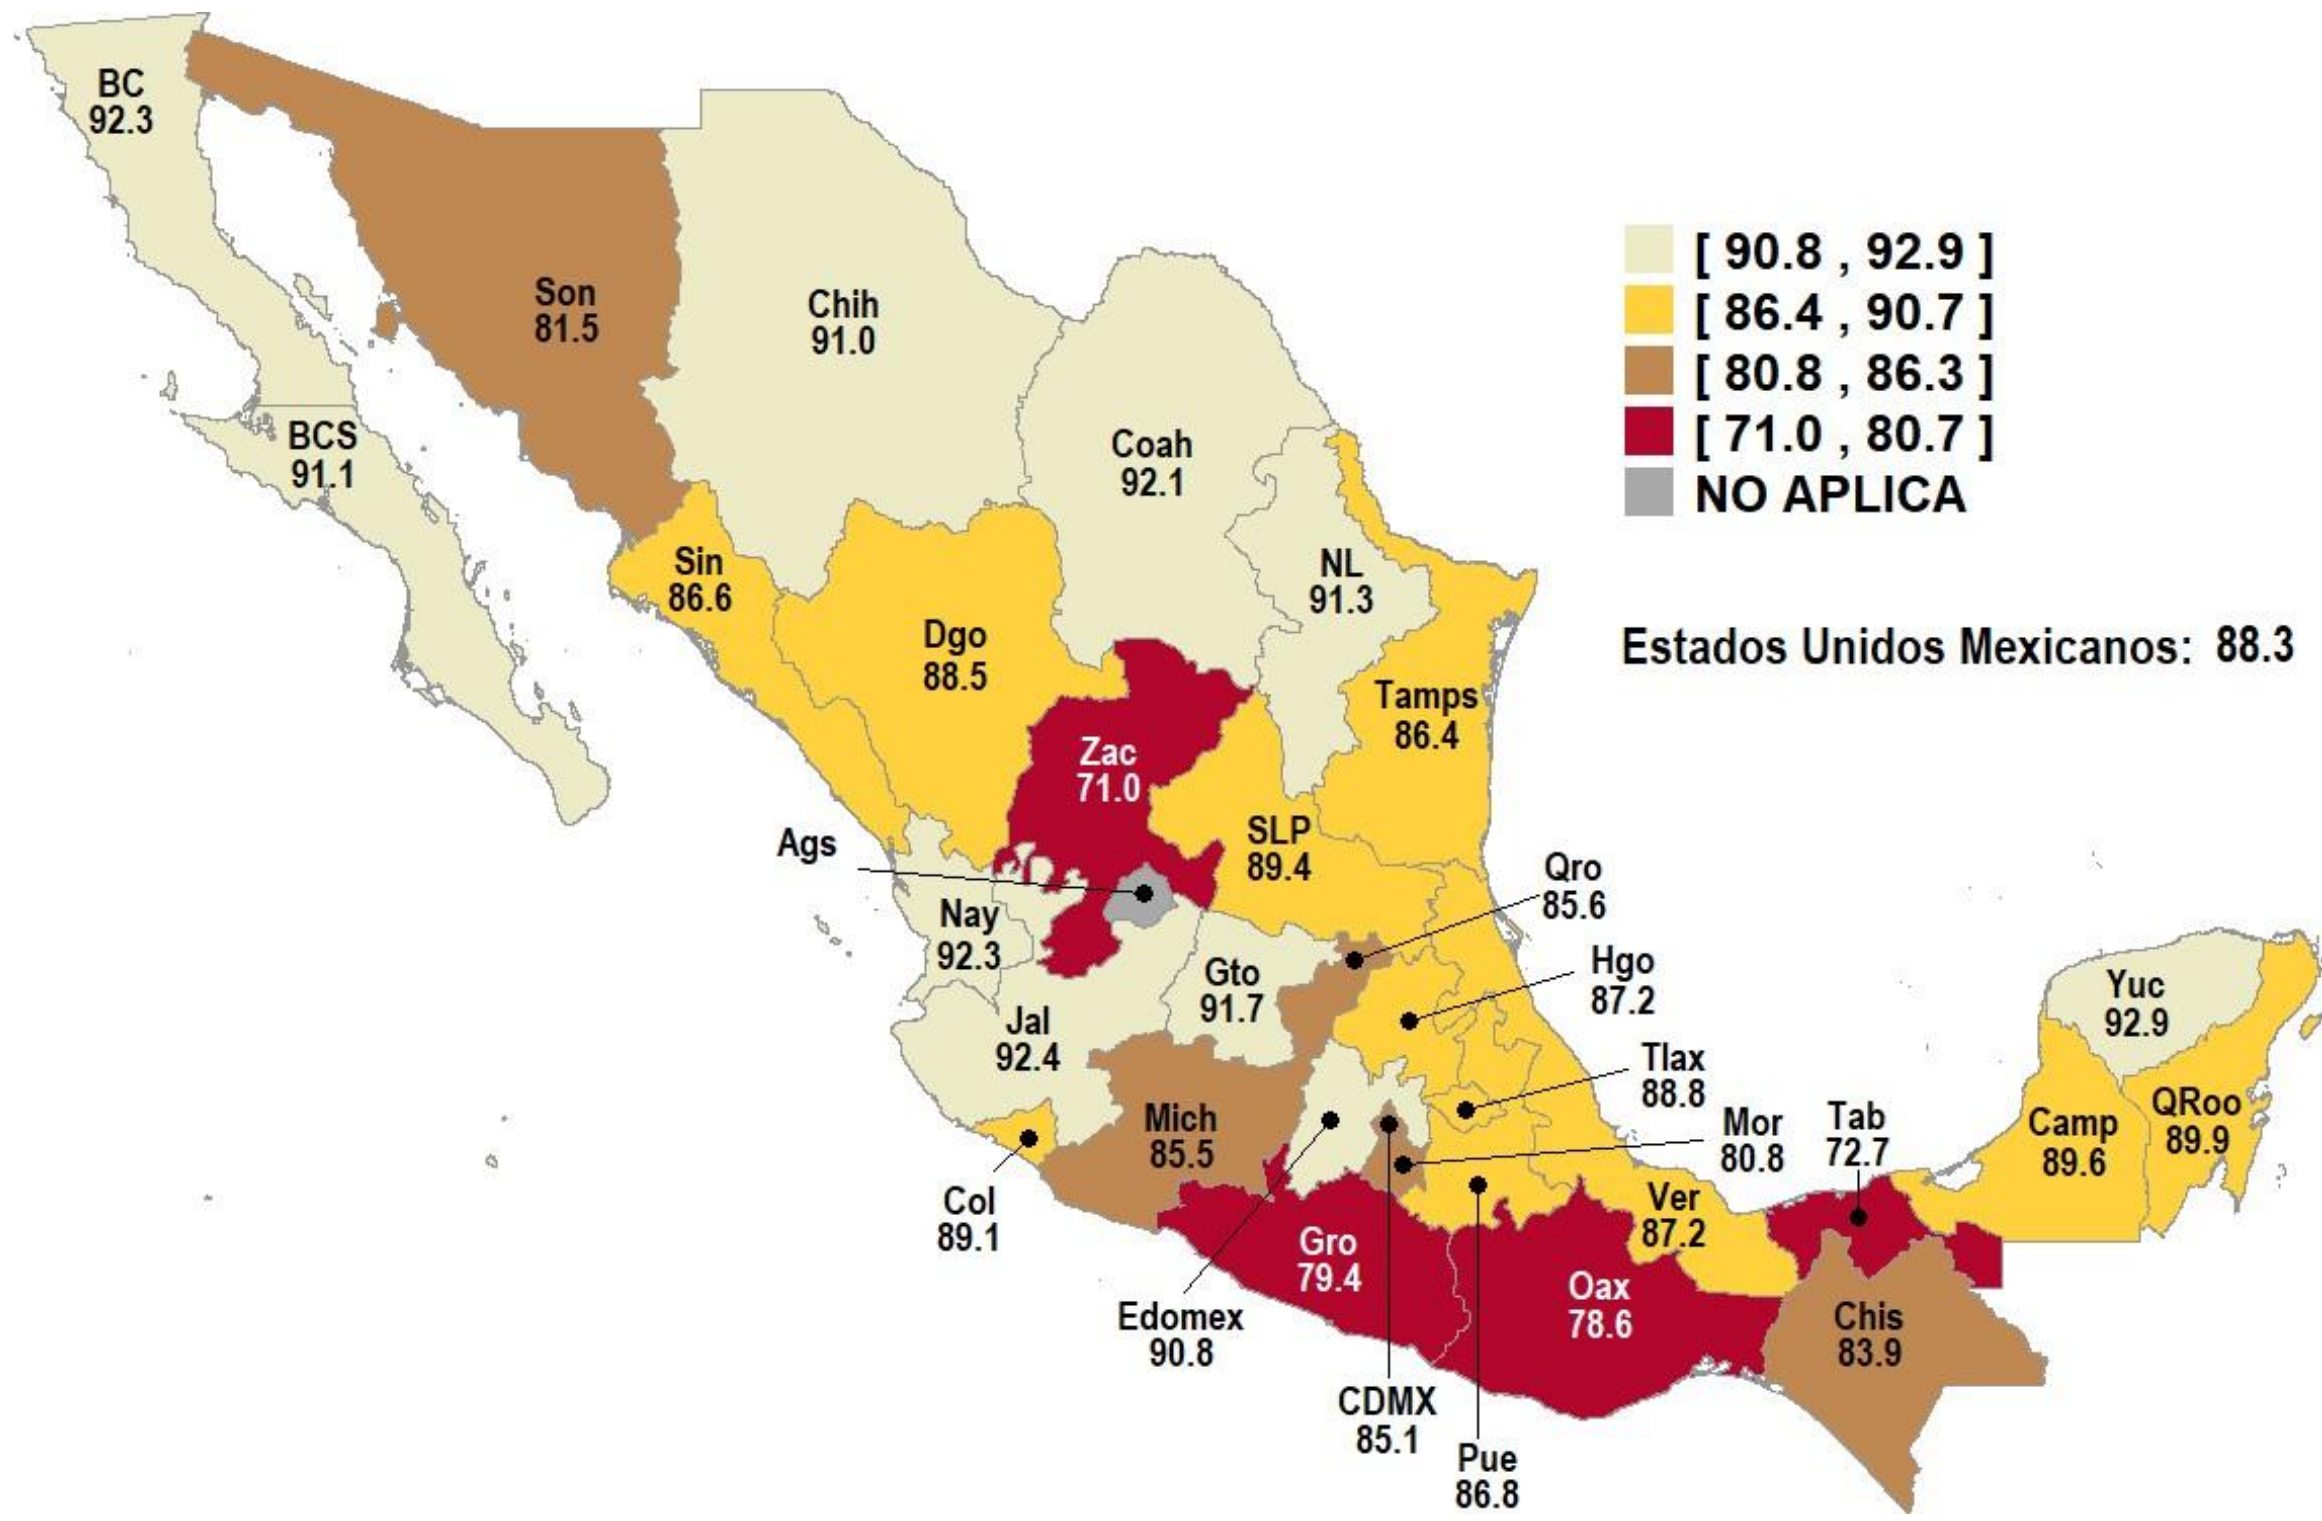 BC
92.3
Son
81.5
Chih
91.0
[ 90.8 , 92.9 ]
[ 86.4 , 90.7 ]
[ 80.8 , 86.3 ]
[ 71.0 , 80.7 ]
NO APLICA
BCS
91.1
Coah
92.1
Sin
86.6
NL
91.3
Dgo
88.5
Estados Unidos Mexicanos: 88.3
Tamps
86.4
Zac
71.0
Ags
SLP
89.4
Qro
85.6
Nay
92.3
Gto
91.7
Hgo
87.2
Yuc
92.9
Jal
92.4
Tlax
88.8
Mich
85.5
Mor
80.8
Tab
72.7
Camp
89.6
QRoo
89.9
Col
89.1
Ver
87.2
Gro
79.4
Oax
78.6
Edomex
90.8
Chis
83.9
CDMX
85.1
Pue
86.8